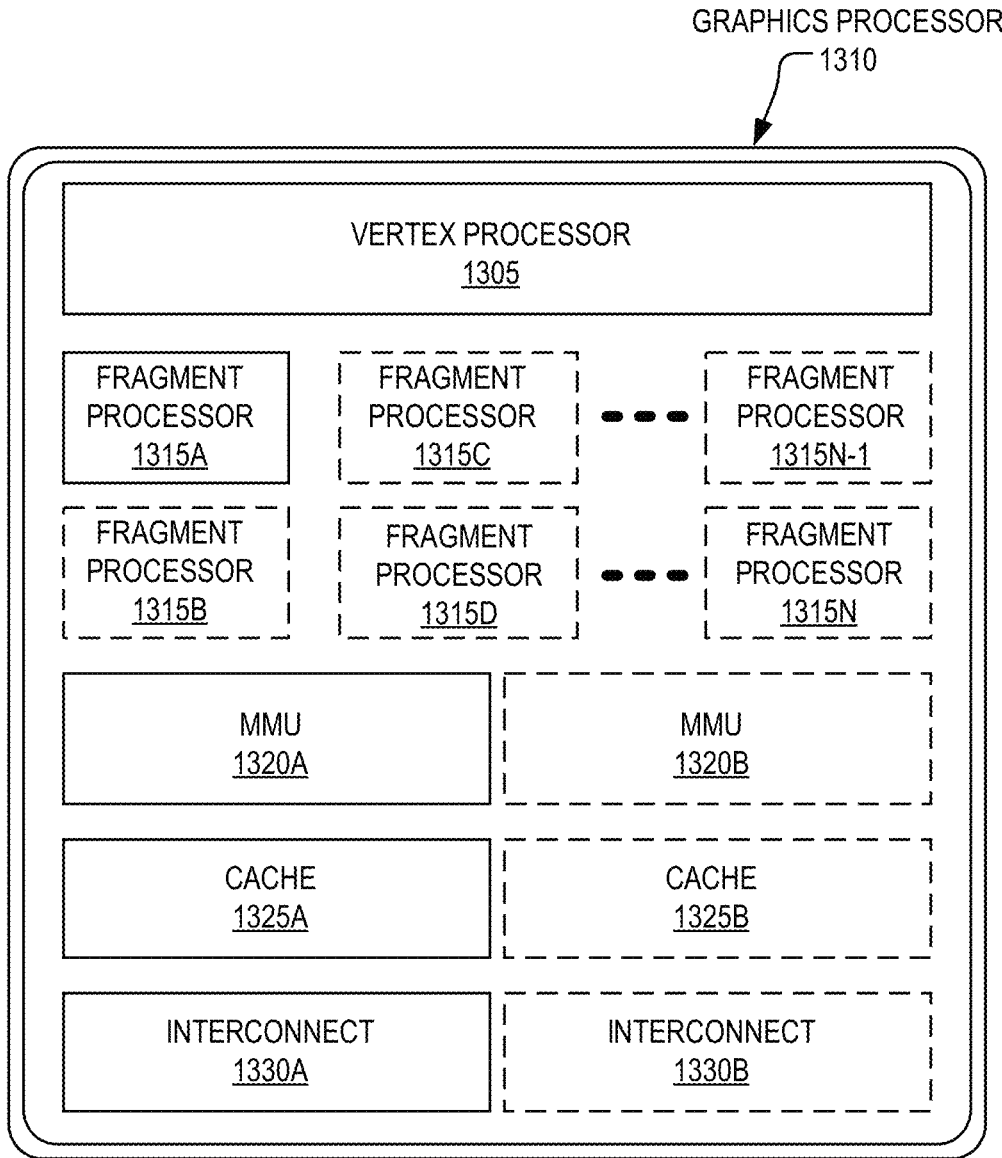 GRAPHICS PROCESSOR
1310
VERTEX PROCESSOR
1305
FRAGMENT
PROCESSOR
1315A
FRAGMENT
PROCESSOR
1315C
FRAGMENT
PROCESSOR
1315N-1
FRAGMENT
PROCESSOR
1315B
FRAGMENT
PROCESSOR
1315D
FRAGMENT
PROCESSOR
1315N
MMU
1320A
MMU
1320B
CACHE
1325A
CACHE
1325B
INTERCONNECT
1330A
INTERCONNECT
1330B